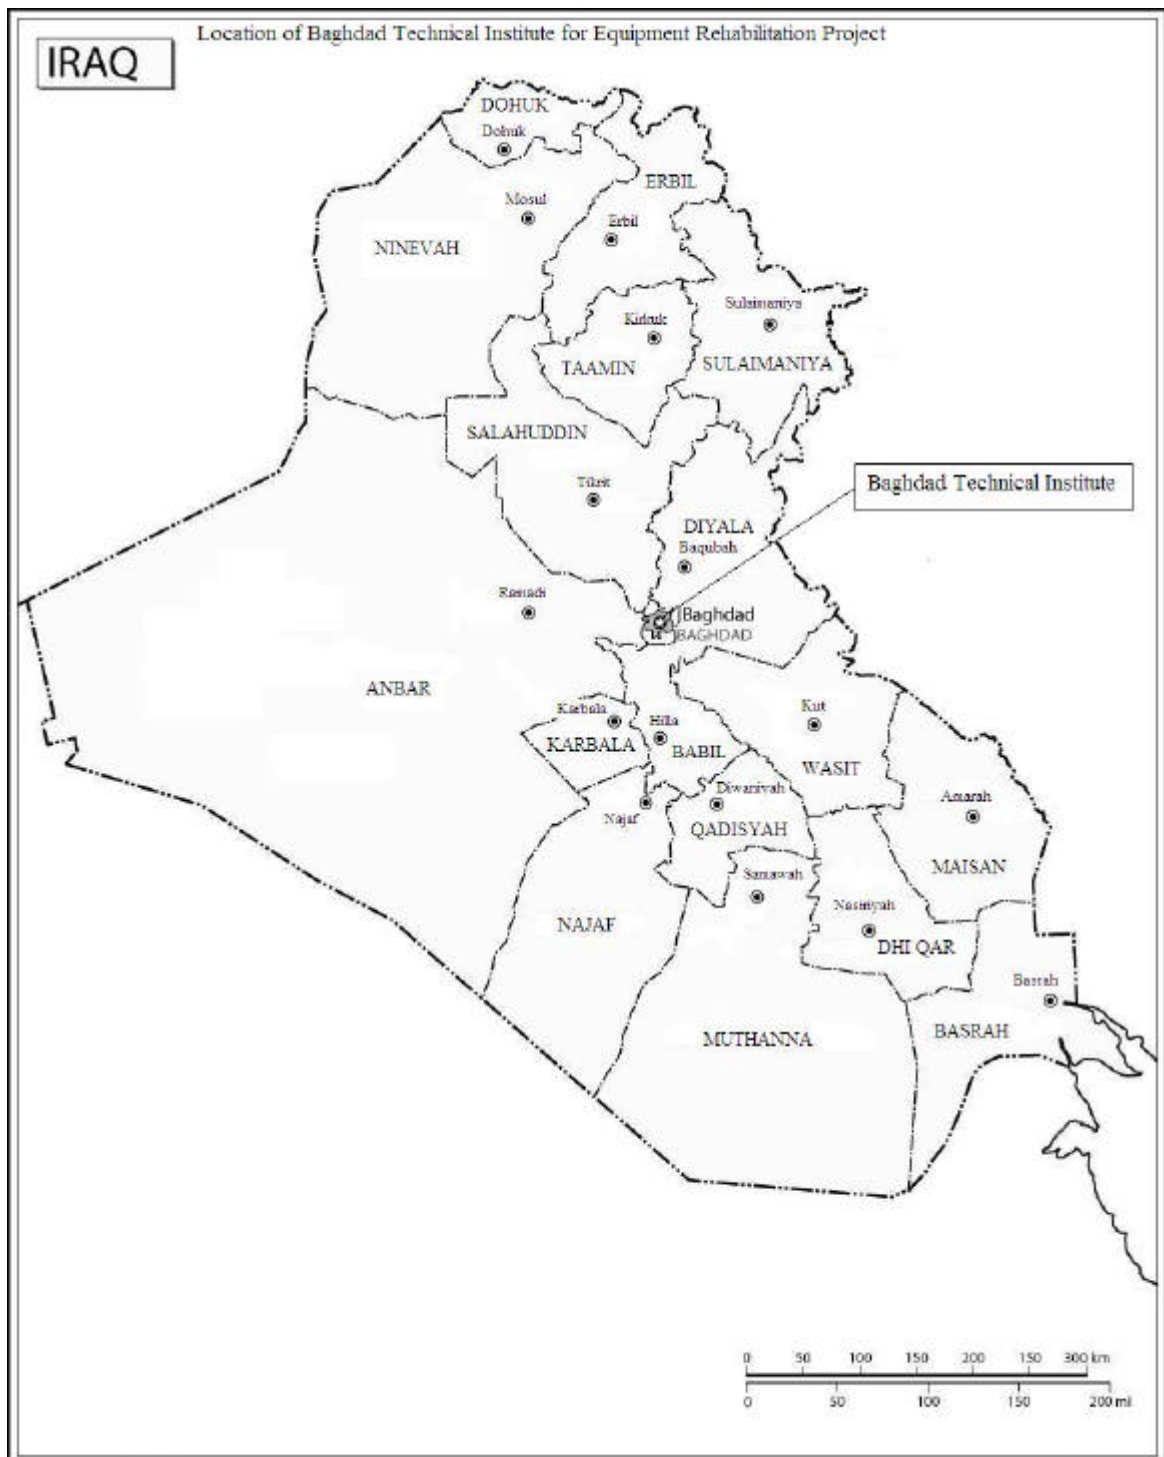 Location of Baghdad Technical Institute for Equipment Rehabilitation Project
IRAQ
DOHUK
Dohuk
ERBIL
Mosul
Erbil
NINEVAH
Sulaimaniya
Kirkuk
TAAMIN
SULAIMANIYA
SALAHUDDIN
Tikrit
Baghdad Technical Institute
DIYALA
Baqubah
Ramadi
Baghdad
BAGHDAD
ANBAR
Karbala
Hilla
Kut
KARBALA
BABIL
WASIT
Diwaniyah
Amarah
Najaf
QADISYAH
MAISAN
Samawah
Nasiriyah
NAJAF
DHI QAR
Basrah
MUTHANNA
BASRAH
0 50 100 150 200 150 300 km
0 50 100 150 200 mi